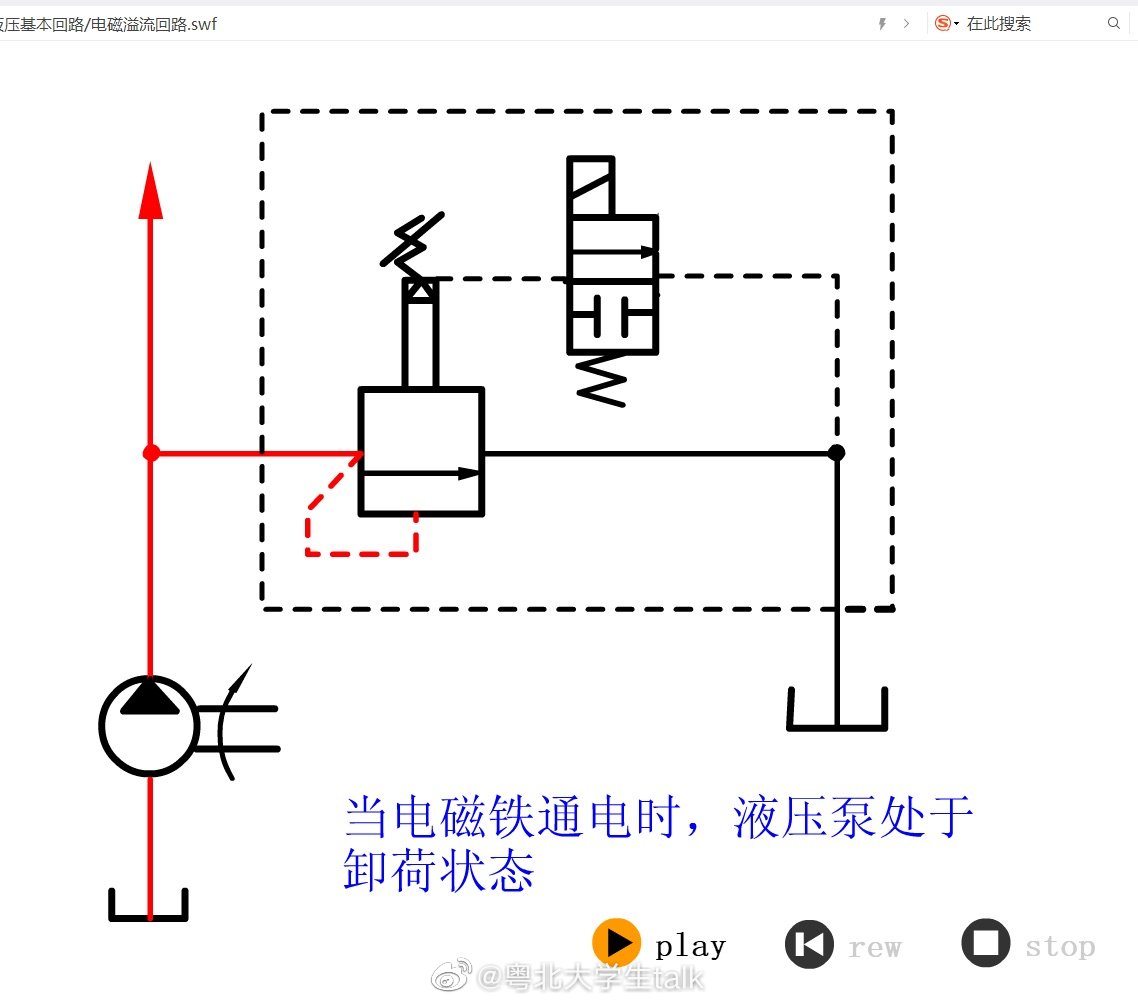 压基本回路/电磁溢流回路.swf
在此搜索
当电磁铁通电时，液压泵处于
卸荷状态
play
rew
stop
@粤北大学生talk